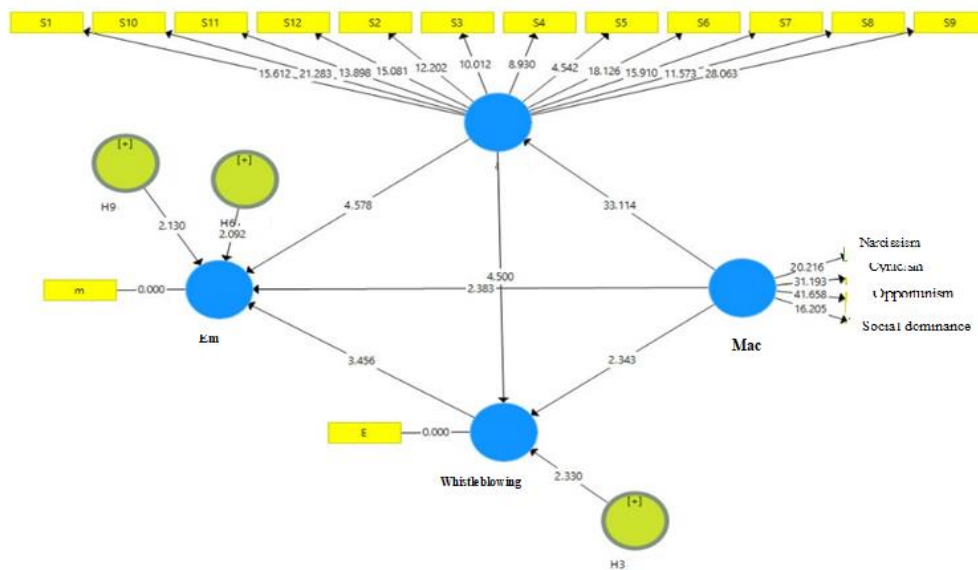 S1 S10 S11 S12 S2 S3 S4 S5 S6 S7 S8 S9
15.612 21.283 13.898 15.081 12.202 10.012 8.930 4.542 18.126 15.910 11.573 28.063
[+]
[+]
H9
H6
2.130
2.092
4.578
33.114
Narcissism
20.216
Cynicism
31.193
41.658
Opportunism
16.205
Social dominance
4.500
2.383
m
0.000
Em
Mac
3.456
2.343
E
0.000
Whistleblowing
2.330
[+]
H3